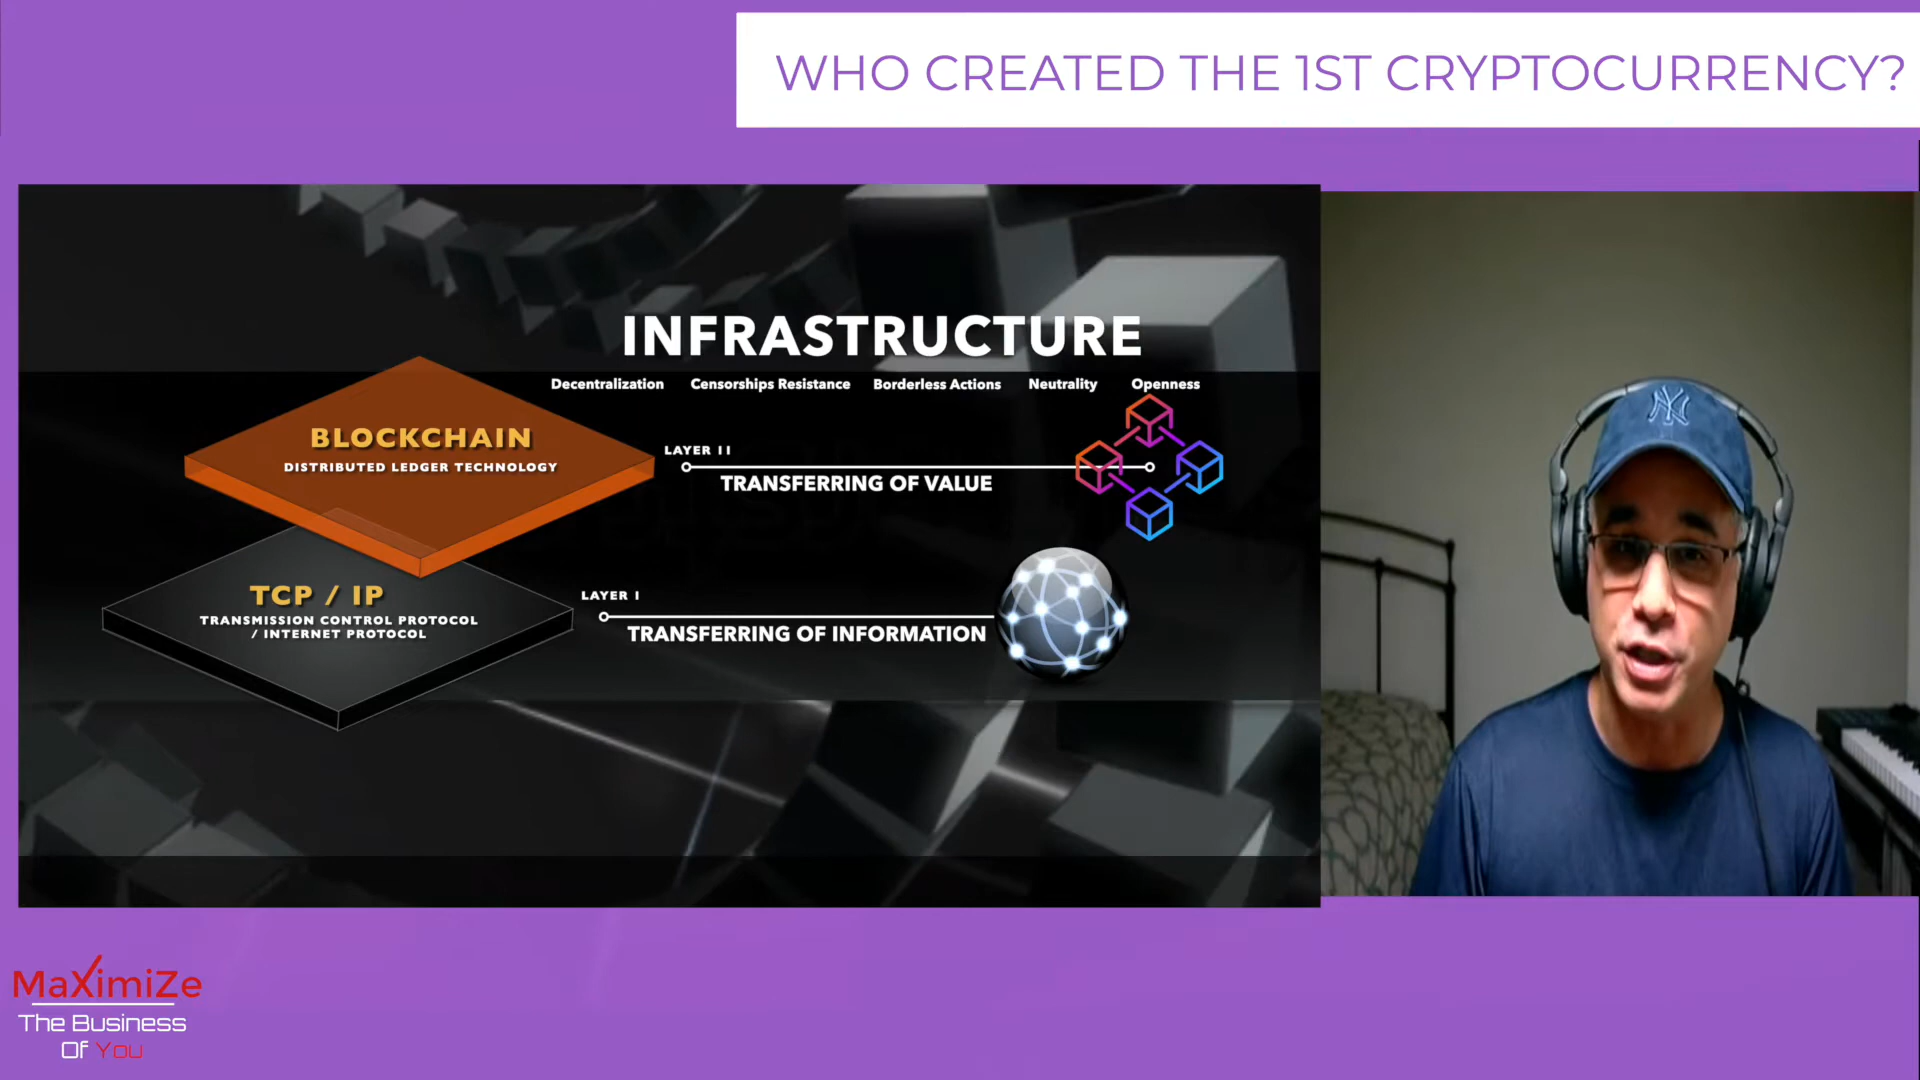 WHO CREATED THE 1ST CRYPTOCURRENCY?
INFRASTRUCTURE
Decentralization Censorships Resistance Borderless Actions Neutrality Openness
BLOCKCHAIN
DISTRIBUTED LEDGER TECHNOLOGY
LAYER II
TRANSFERRING OF VALUE
TCP / IP
TRANSMISSION CONTROL PROTOCOL
/ INTERNET PROTOCOL
LAYER I
TRANSFERRING OF INFORMATION
NY
MaXimiZe
The Business
Of You